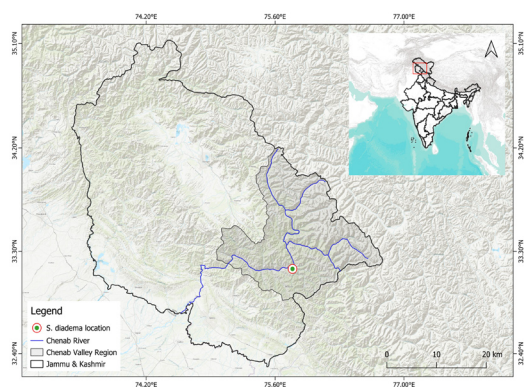 74.20°E 75.60°E 77.00°E
35.10°N 35.10°N
34.20°N 34.20°N
33.30°N 33.30°N
32.40°N 32.40°N
Legend
S. diadema location
Chenab River
Chenab Valley Region
Jammu & Kashmir
0 10 20 km
74.20°E 75.60°E 77.00°E